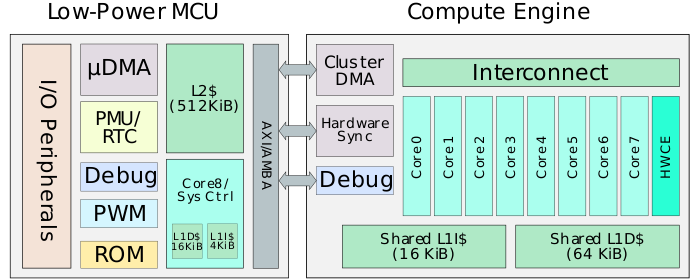 Low-Power MCU
Compute Engine
I/O Peripherals
µDMA
PMU/
RTC
Debug
PWM
ROM
L2$
(512KiB)
Core8/
Sys Ctrl
L1D$
16KiB
L1I$
4KiB
AXI/AMBA
Cluster
DMA
Hardware
Sync
Debug
Interconnect
Core0
Core1
Core2
Core3
Core4
Core5
Core6
Core7
HWCE
Shared L1I$
(16 KiB)
Shared L1D$
(64 KiB)